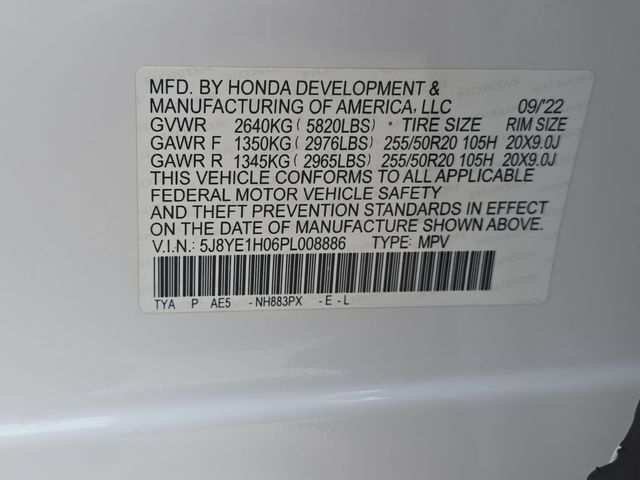 MFD. BY HONDA DEVELOPMENT &
MANUFACTURING OF AMERICA, LLC 09/'22
GVWR 2640KG ( 5820LBS) TIRE SIZE RIM SIZE
GAWR F 1350KG ( 2976LBS) 255/50R20 105H 20X9.0J
GAWR R 1345KG ( 2965LBS) 255/50R20 105H 20X9.0J
THIS VEHICLE CONFORMS TO ALL APPLICABLE
FEDERAL MOTOR VEHICLE SAFETY
AND THEFT PREVENTION STANDARDS IN EFFECT
ON THE DATE OF MANUFACTURE SHOWN ABOVE.
V.I.N.: 5J8YE1H06PL008886 TYPE: MPV
TYA P AE5 -NH883PX -E-L